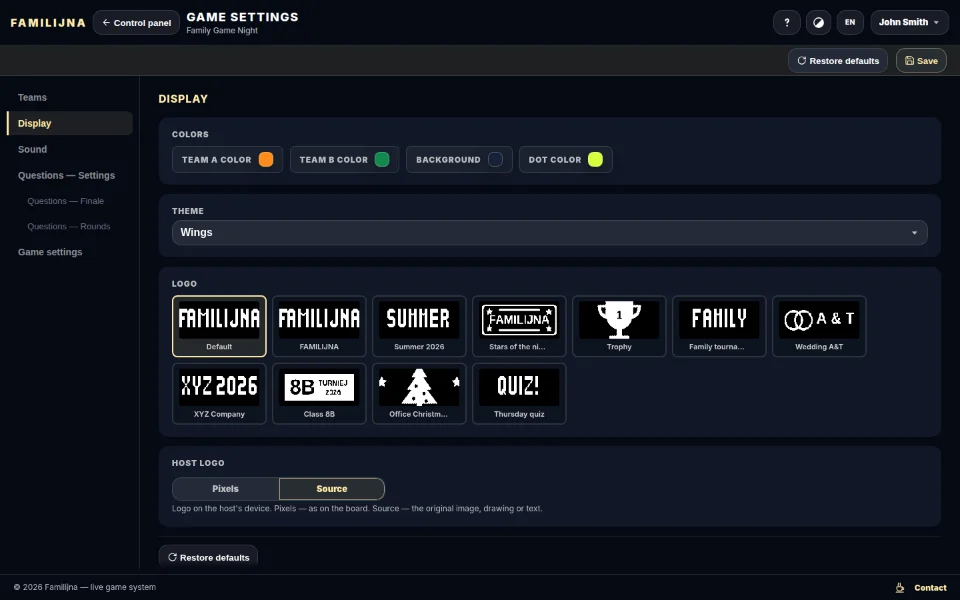 FAMILIJNA
← Control panel
GAME SETTINGS
Family Game Night
?
EN
John Smith
Restore defaults
Save
Teams
Display
Sound
Questions — Settings
Questions — Finale
Questions — Rounds
Game settings
DISPLAY
COLORS
TEAM A COLOR
TEAM B COLOR
BACKGROUND
DOT COLOR
THEME
Wings
LOGO
FAMILIJNA
Default
FAMILIJNA
FAMILIJNA
SUMMER
Summer 2026
FAMILIJNA
Stars of the ni...
1
Trophy
FAMILY
Family tourna...
A & T
Wedding A&T
XYZ 2026
XYZ Company
8B TURNIEJ 2026
Class 8B
Office Christm...
QUIZ!
Thursday quiz
HOST LOGO
Pixels
Source
Logo on the host's device. Pixels — as on the board. Source — the original image, drawing or text.
Restore defaults
© 2026 Familijna — live game system
Contact